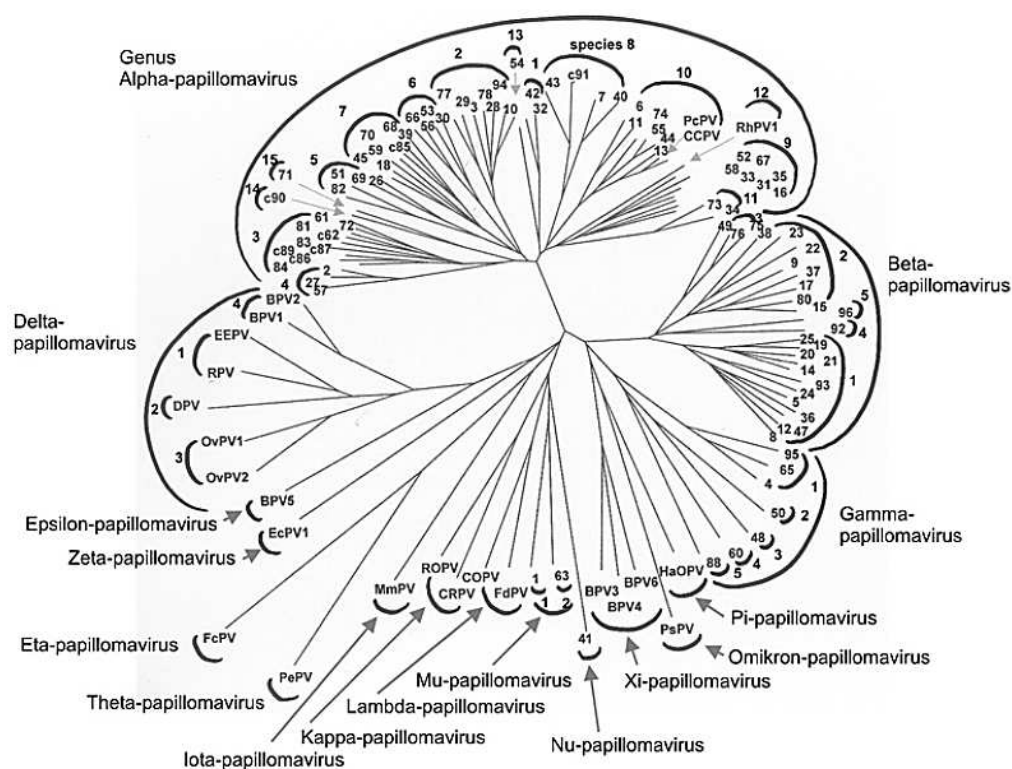 Genus
Alpha-papillomavirus
13
54
2
1
species 8
94
77
78
29
3
28
10
42
32
43
c91
7
40
10
6
74
11
55
44
13
PcPV
CCPV
12
RhPV1
9
52
67
58
33
35
31
16
11
73
34
6
53
66
56
30
7
68
70
39
59
c85
45
18
5
51
69
26
82
15
71
14
c90
3
61
81
72
83
c62
c89
c87
c86
84
4
2
27
57
Beta-
papillomavirus
3
49
75
76
38
23
22
2
9
37
17
80
15
5
96
92
4
25
19
20
21
14
93
1
24
5
36
12
47
8
Delta-
papillomavirus
4
BPV2
BPV1
1
EEPV
RPV
2
DPV
3
OvPV1
OvPV2
Epsilon-papillomavirus
BPV5
Zeta-papillomavirus
EcPV1
Gamma-
papillomavirus
95
65
4
1
50
2
48
3
60
4
88
5
HaOPV
Pi-papillomavirus
PsPV
Omikron-papillomavirus
BPV3
BPV6
BPV4
Xi-papillomavirus
41
Nu-papillomavirus
1
63
1
2
Mu-papillomavirus
COPV
FdPV
Lambda-papillomavirus
ROPV
CRPV
Kappa-papillomavirus
MmPV
Iota-papillomavirus
PePV
Theta-papillomavirus
FcPV
Eta-papillomavirus